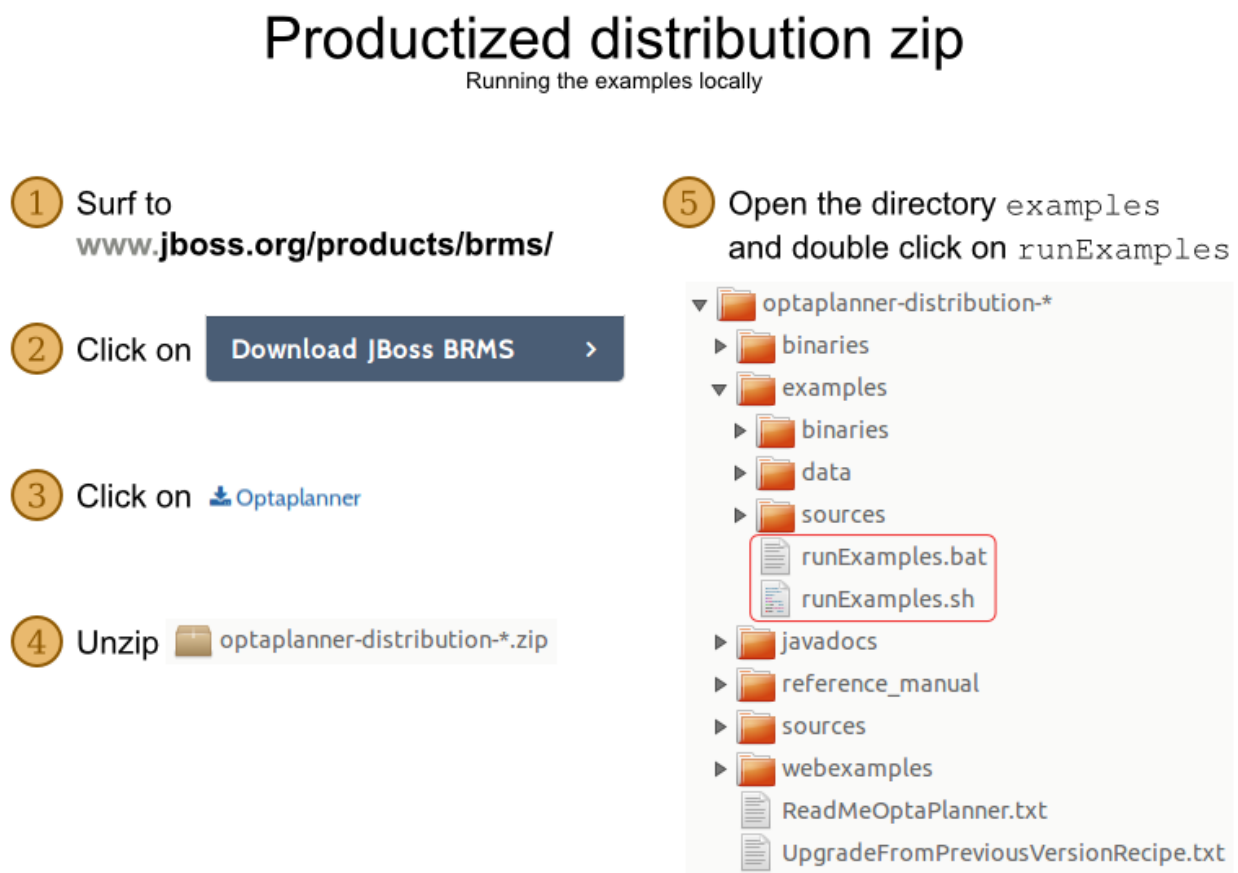 Productized distribution zip
Running the examples locally
1 Surf to
www.jboss.org/products/brms/
2 Click on Download JBoss BRMS >
3 Click on Optaplanner
4 Unzip optaplanner-distribution-*.zip
5 Open the directory examples
and double click on runExamples
optaplanner-distribution-*
binaries
examples
binaries
data
sources
runExamples.bat
runExamples.sh
javadocs
reference_manual
sources
webexamples
ReadMeOptaPlanner.txt
UpgradeFromPreviousVersionRecipe.txt